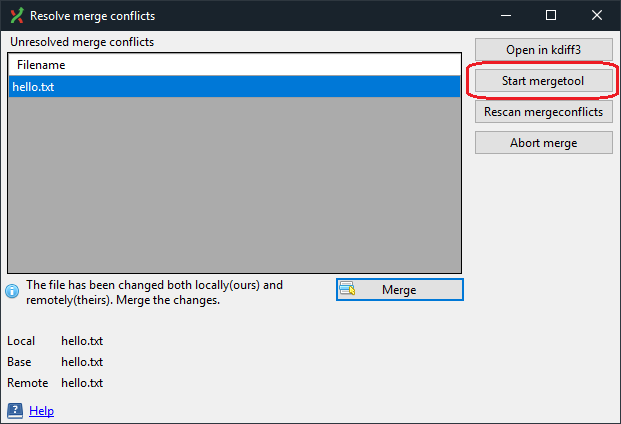 Resolve merge conflicts
Unresolved merge conflicts
Filename
hello.txt
Open in kdiff3
Start mergetool
Rescan mergeconflicts
Abort merge
The file has been changed both locally(ours) and
remotely(theirs). Merge the changes.
Merge
Local hello.txt
Base hello.txt
Remote hello.txt
Help